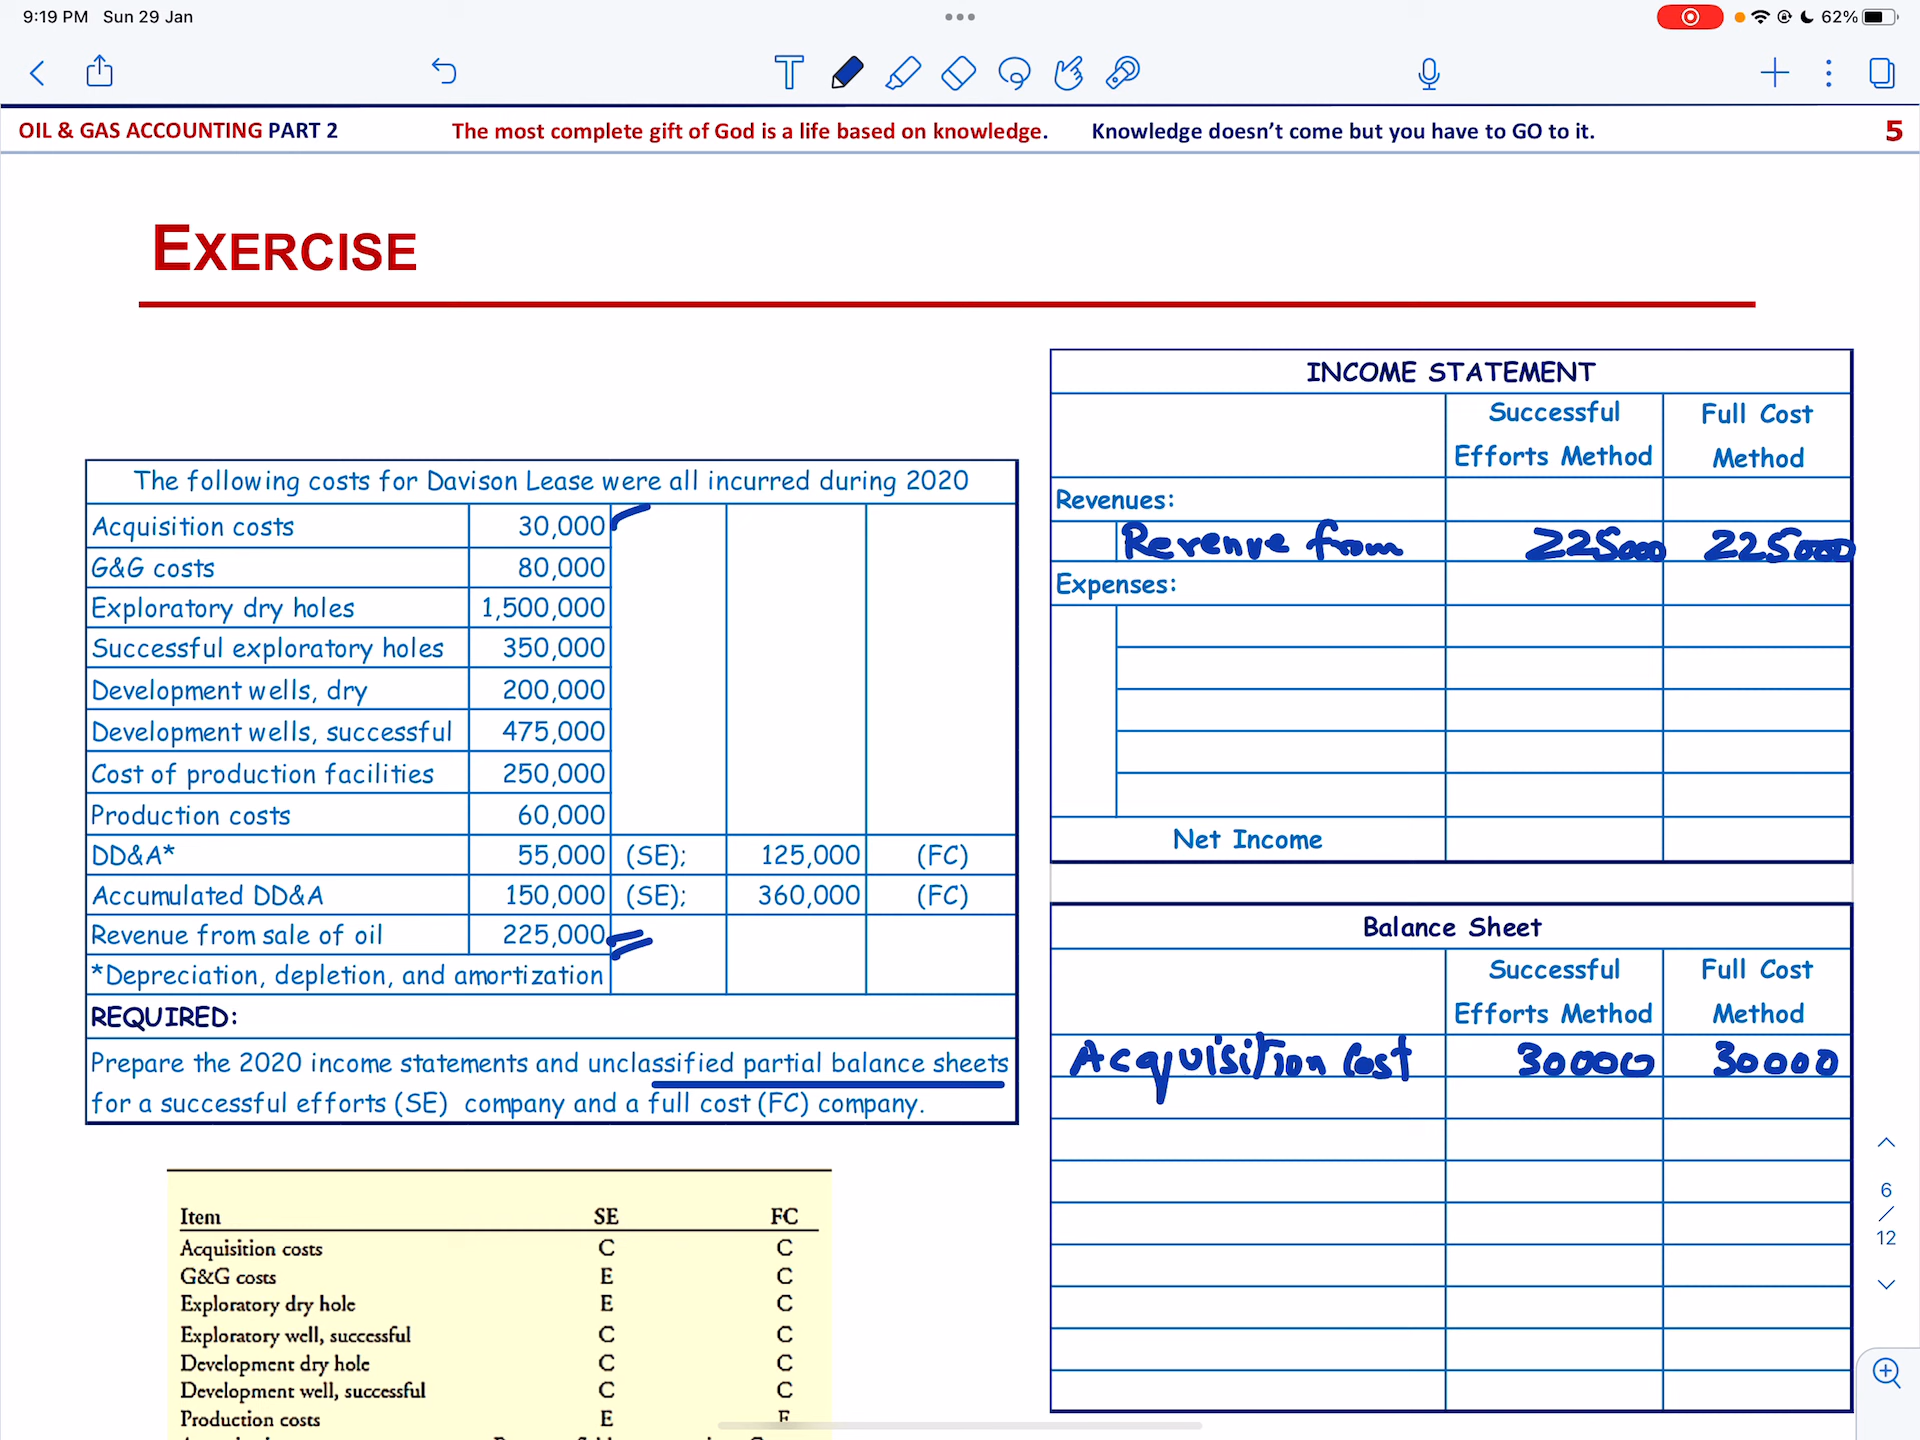 9:19 PM Sun 29 Jan
62%
OIL & GAS ACCOUNTING PART 2 The most complete gift of God is a life based on knowledge. Knowledge doesn't come but you have to GO to it. 5
EXERCISE
The following costs for Davison Lease were all incurred during 2020
Acquisition costs 30,000
G&G costs 80,000
Exploratory dry holes 1,500,000
Successful exploratory holes 350,000
Development wells, dry 200,000
Development wells, successful 475,000
Cost of production facilities 250,000
Production costs 60,000
DD&A* 55,000 (SE); 125,000 (FC)
Accumulated DD&A 150,000 (SE); 360,000 (FC)
Revenue from sale of oil 225,000
*Depreciation, depletion, and amortization
REQUIRED:
Prepare the 2020 income statements and unclassified partial balance sheets
for a successful efforts (SE) company and a full cost (FC) company.
Item SE FC
Acquisition costs C C
G&G costs E C
Exploratory dry hole E C
Exploratory well, successful C C
Development dry hole C C
Development well, successful C C
Production costs E E
INCOME STATEMENT
Successful Full Cost
Efforts Method Method
Revenues:
Revenue from 225000 225000
Expenses:
Net Income
Balance Sheet
Successful Full Cost
Efforts Method Method
Acquisition Cost 30000 30000
6
/
12